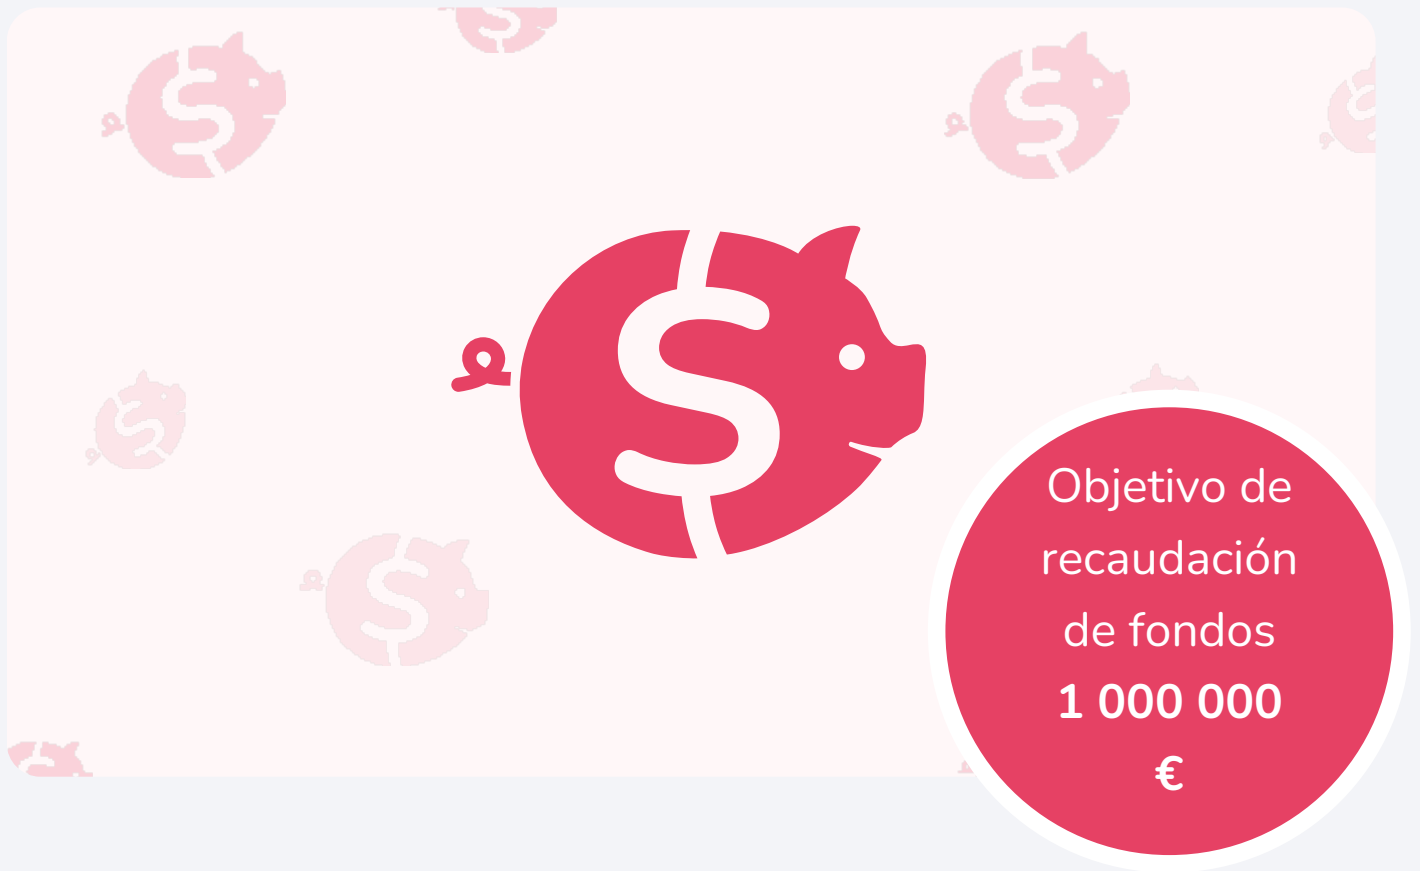 Objetivo de
recaudación
de fondos
1 000 000
€